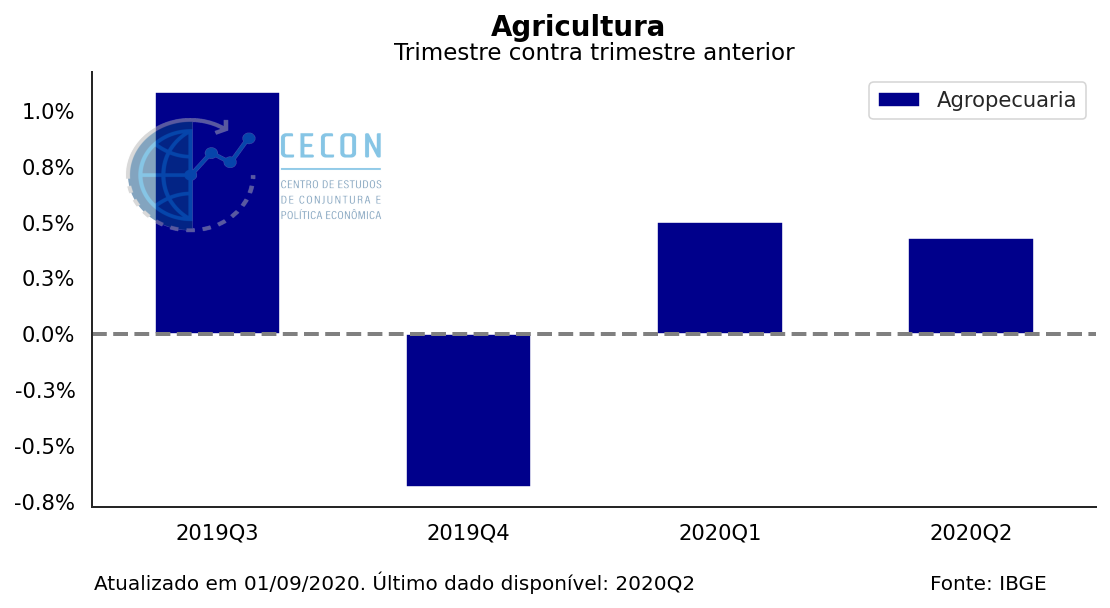 Agricultura
Trimestre contra trimestre anterior
Agropecuaria
1.0%
0.8%
0.5%
0.3%
0.0%
-0.3%
-0.5%
-0.8%
CECON
CENTRO DE ESTUDOS
DE CONJUNTURA E
POLÍTICA ECONÔMICA
2019Q3 2019Q4 2020Q1 2020Q2
Atualizado em 01/09/2020. Último dado disponível: 2020Q2 Fonte: IBGE